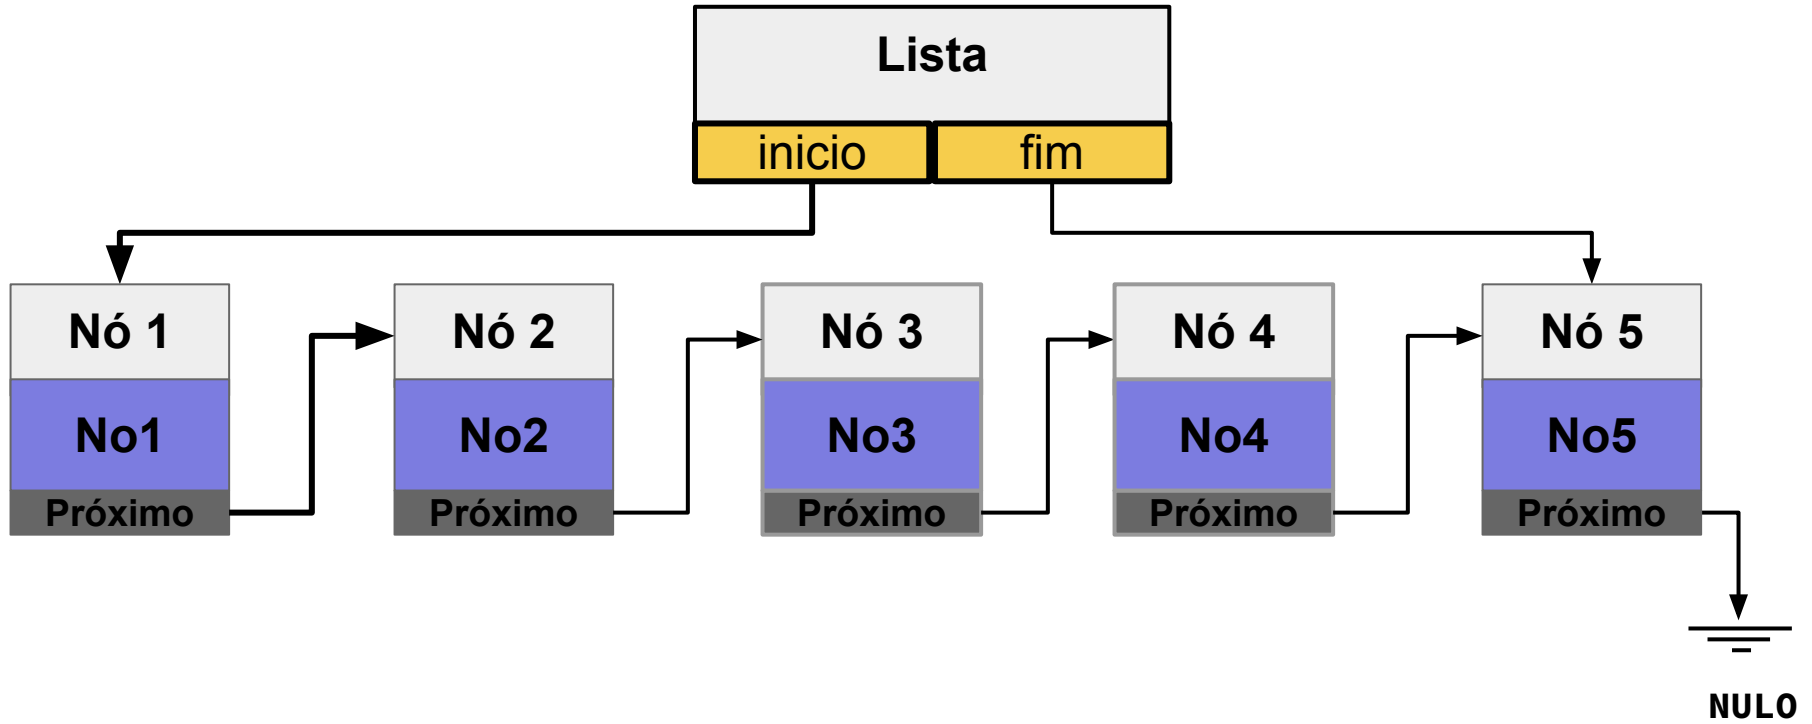 Lista
inicio fim
Nó 1 Nó 2 Nó 3 Nó 4 Nó 5
No1 No2 No3 No4 No5
Próximo Próximo Próximo Próximo Próximo
NULO